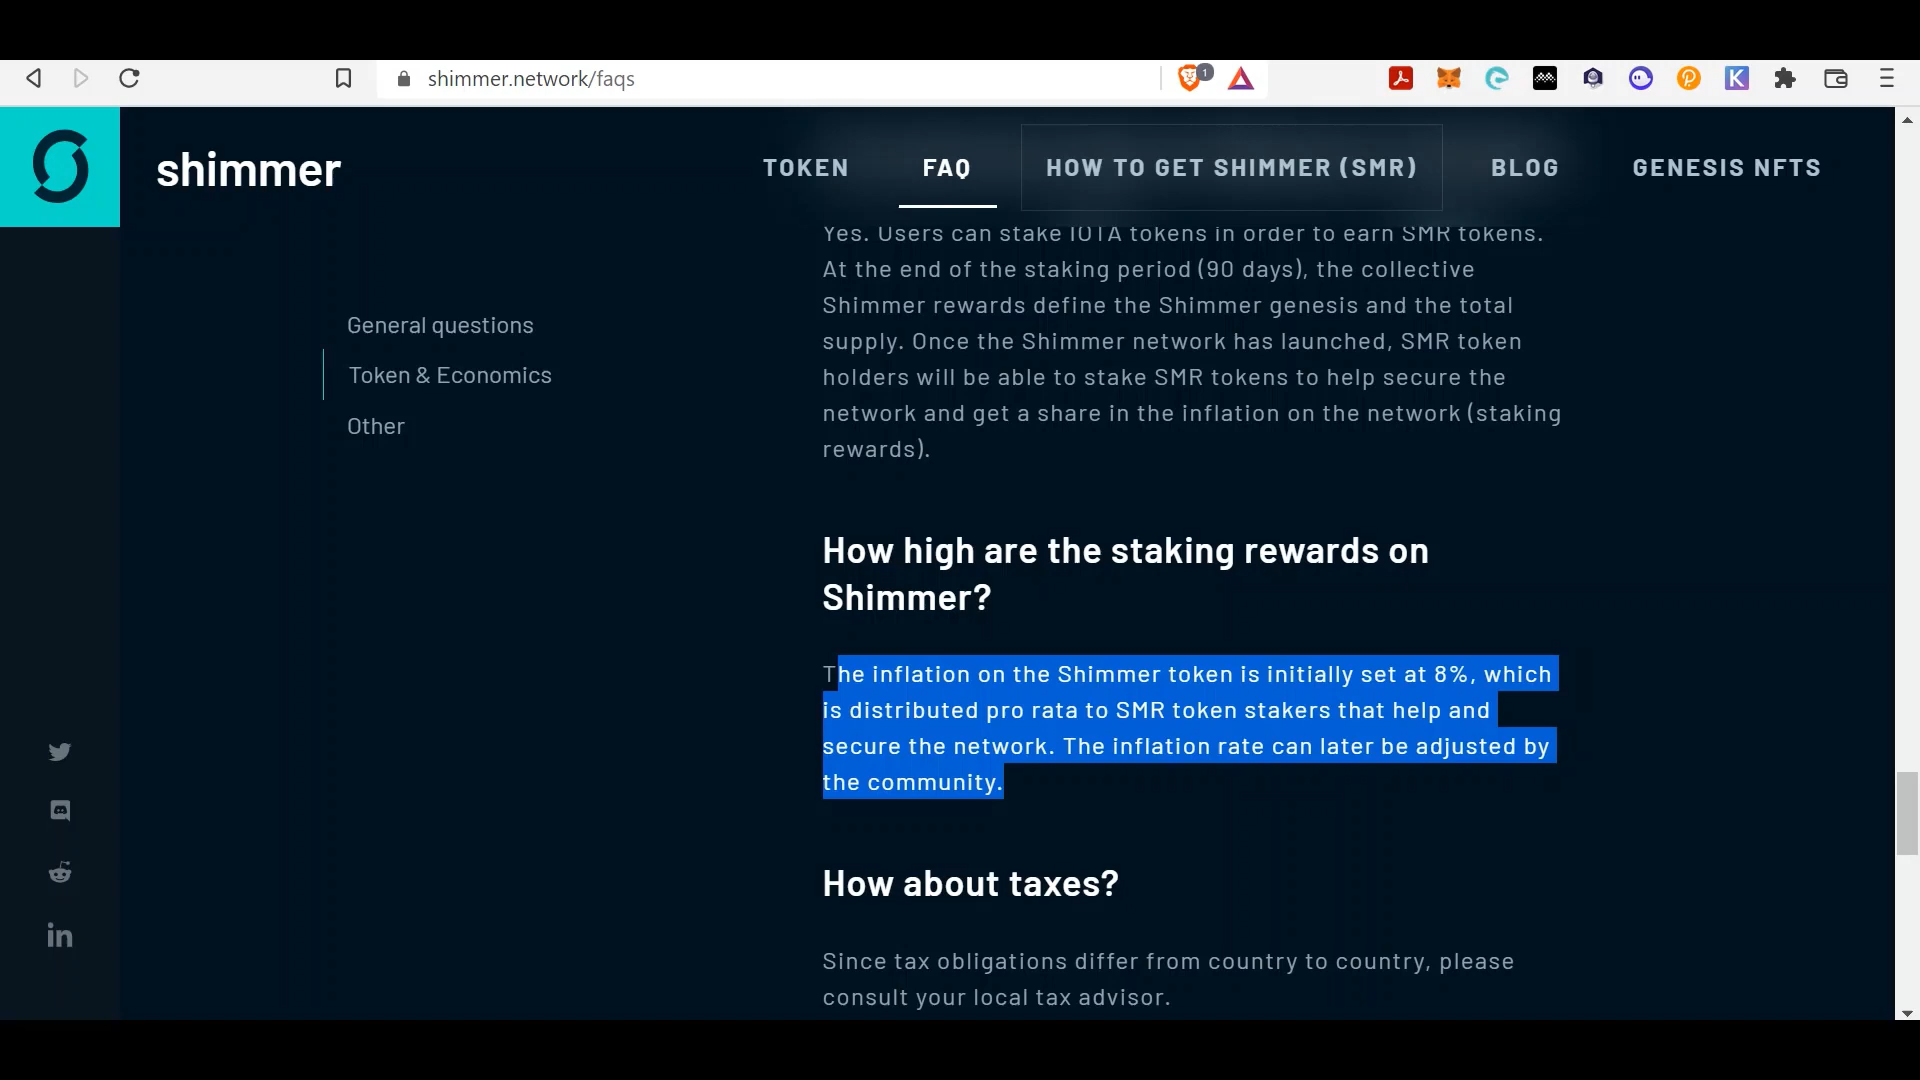 shimmer.network/faqs
1
shimmer
TOKEN
FAQ
HOW TO GET SHIMMER (SMR)
BLOG
GENESIS NFTS
General questions
Token & Economics
Other
Yes. Users can stake IOTA tokens in order to earn SMR tokens.
At the end of the staking period (90 days), the collective
Shimmer rewards define the Shimmer genesis and the total
supply. Once the Shimmer network has launched, SMR token
holders will be able to stake SMR tokens to help secure the
network and get a share in the inflation on the network (staking
rewards).
How high are the staking rewards on
Shimmer?
The inflation on the Shimmer token is initially set at 8%, which
is distributed pro rata to SMR token stakers that help and
secure the network. The inflation rate can later be adjusted by
the community.
How about taxes?
Since tax obligations differ from country to country, please
consult your local tax advisor.
in
K